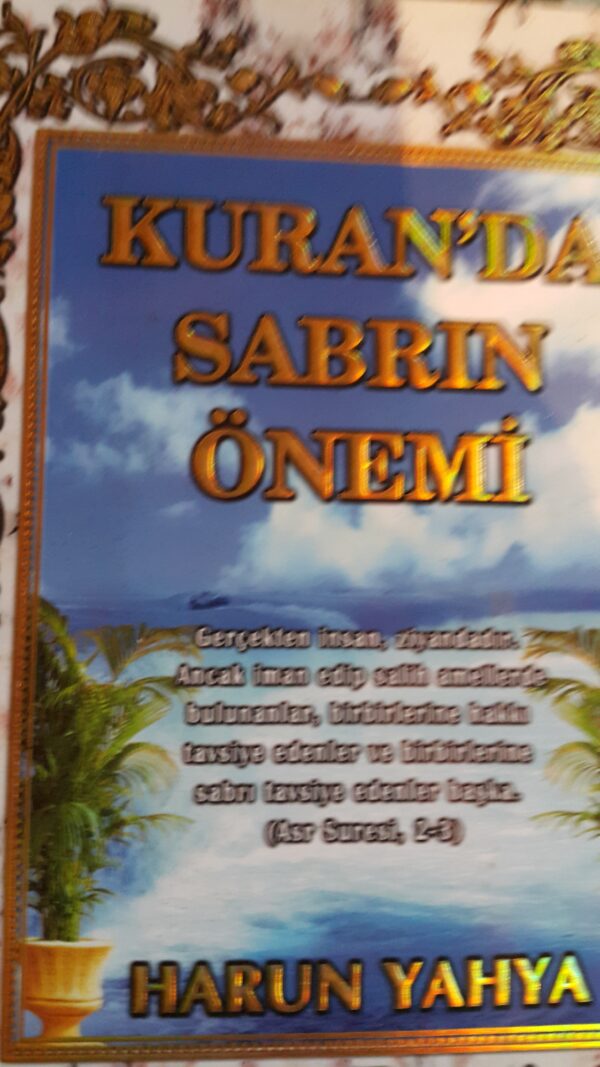 KURAN'DA
SABRIN
ÖNEMİ
Gerçekten insan, ziyandadır.
Ancak iman edip salih amellerde
bulunanlar, birbirlerine hakkı
tavsiye edenler ve birbirlerine
sabrı tavsiye edenler başka.
(Asr Suresi, 2-3)
HARUN YAHYA